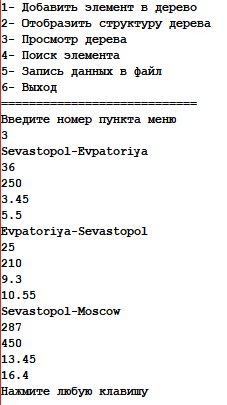 1- Добавить элемент в дерево
2- Отобразить структуру дерева
3- Просмотр дерева
4- Поиск элемента
5- Запись данных в файл
6- Выход
============================
Введите номер пункта меню
3
Sevastopol-Evpatoriya
36
250
3.45
5.5
Evpatoriya-Sevastopol
25
210
9.3
10.55
Sevastopol-Moscow
287
450
13.45
16.4
Нажмите любую клавишу